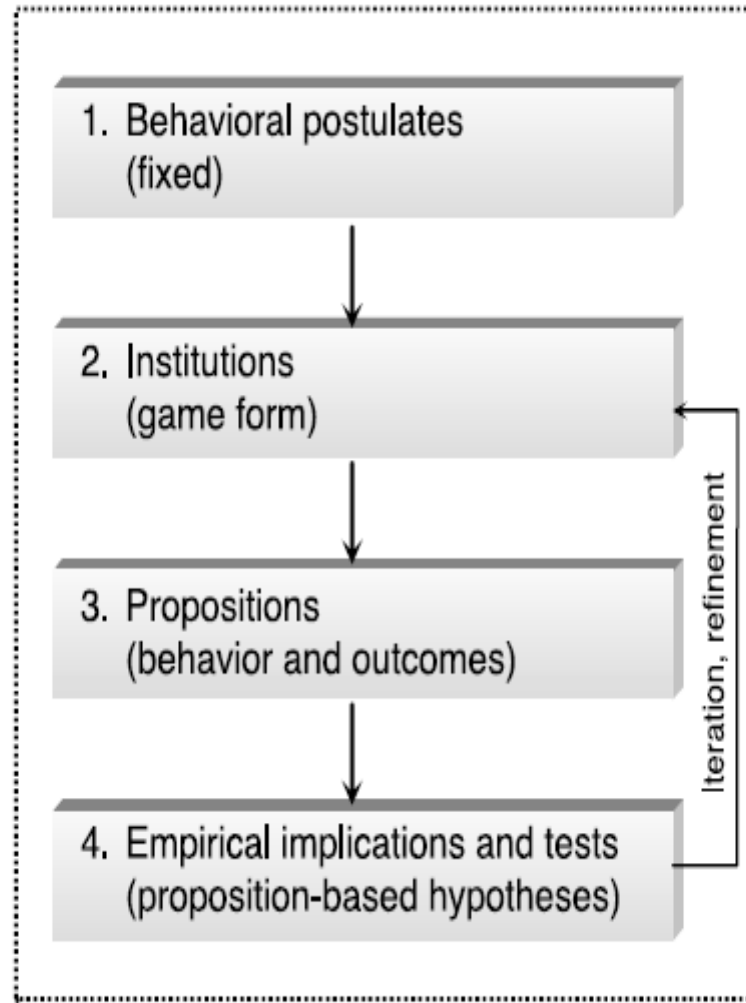 1. Behavioral postulates
(fixed)
2. Institutions
(game form)
3. Propositions
(behavior and outcomes)
4. Empirical implications and tests
(proposition-based hypotheses)
Iteration, refinement